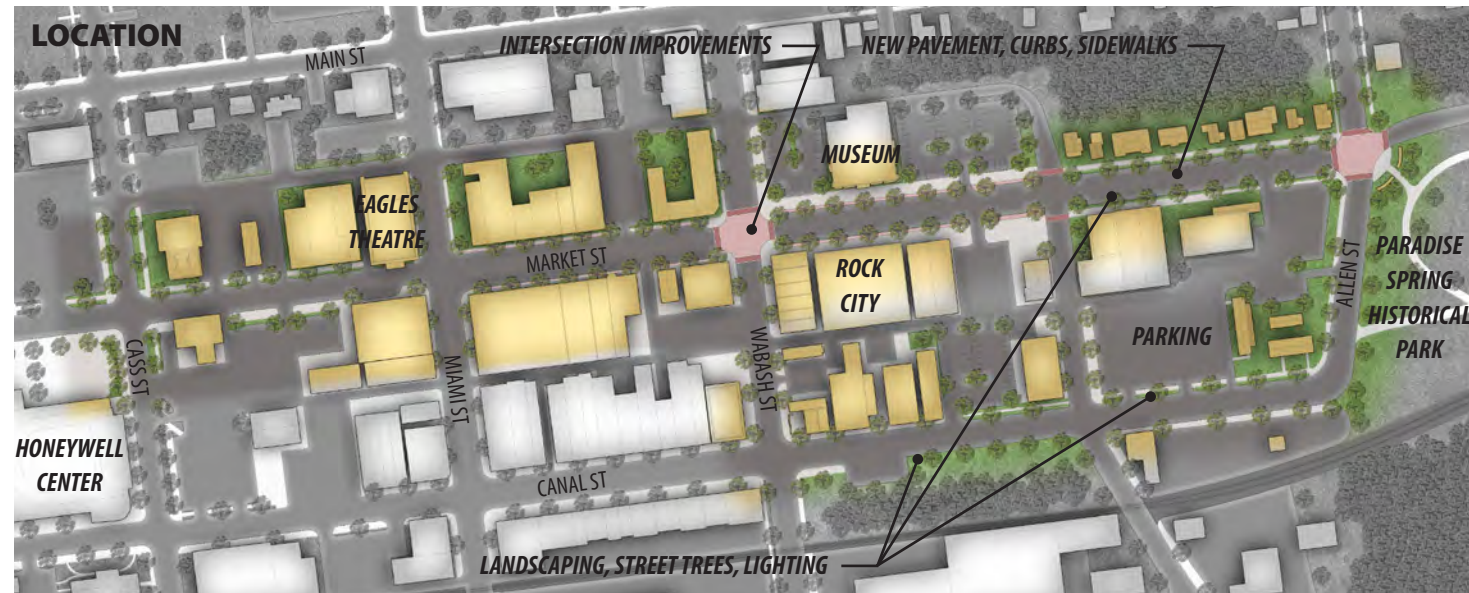 LOCATION
MAIN ST
INTERSECTION IMPROVEMENTS
NEW PAVEMENT, CURBS, SIDEWALKS
MUSEUM
EAGLES
THEATRE
MARKET ST
ROCK
CITY
PARKING
ALLEN ST
PARADISE
SPRING
HISTORICAL
PARK
CASS ST
MIAMI ST
WABASH ST
HONEYWELL
CENTER
CANAL ST
LANDSCAPING, STREET TREES, LIGHTING